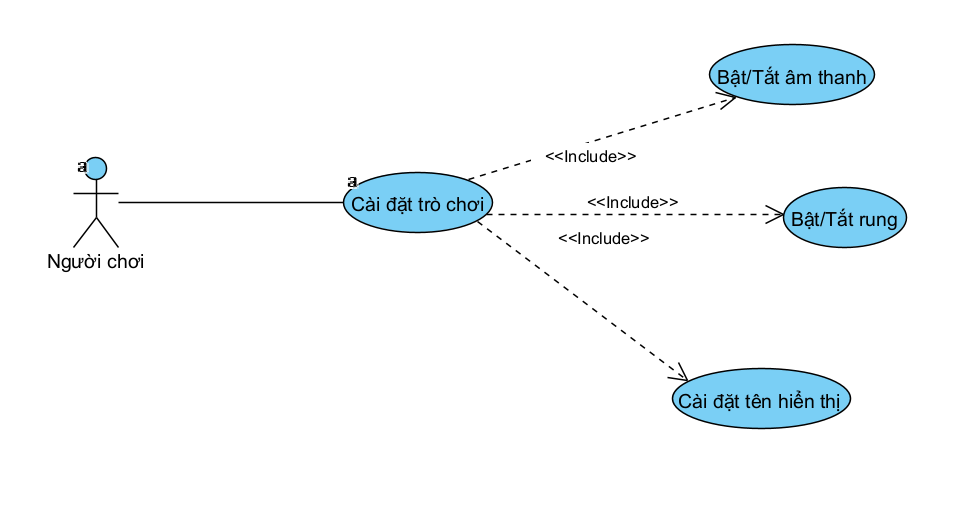 Bật/Tắt âm thanh
<<Include>>
a
a
Cài đặt trò chơi
<<Include>>
Bật/Tắt rung
<<Include>>
Người chơi
Cài đặt tên hiển thị